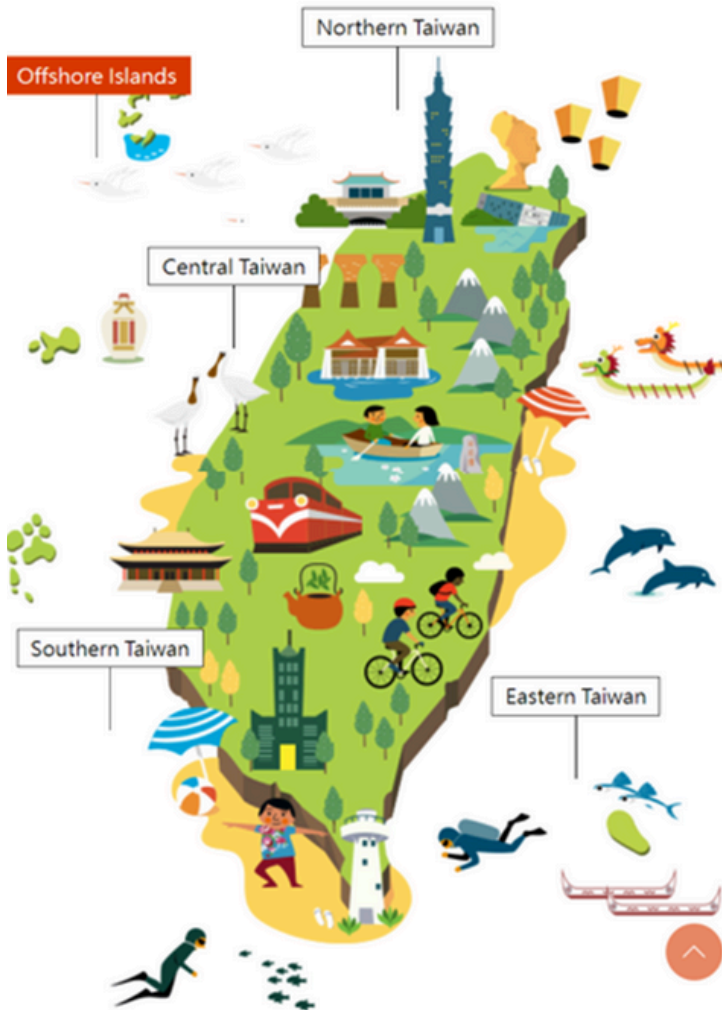 Northern Taiwan
Offshore Islands
Central Taiwan
Southern Taiwan
Eastern Taiwan